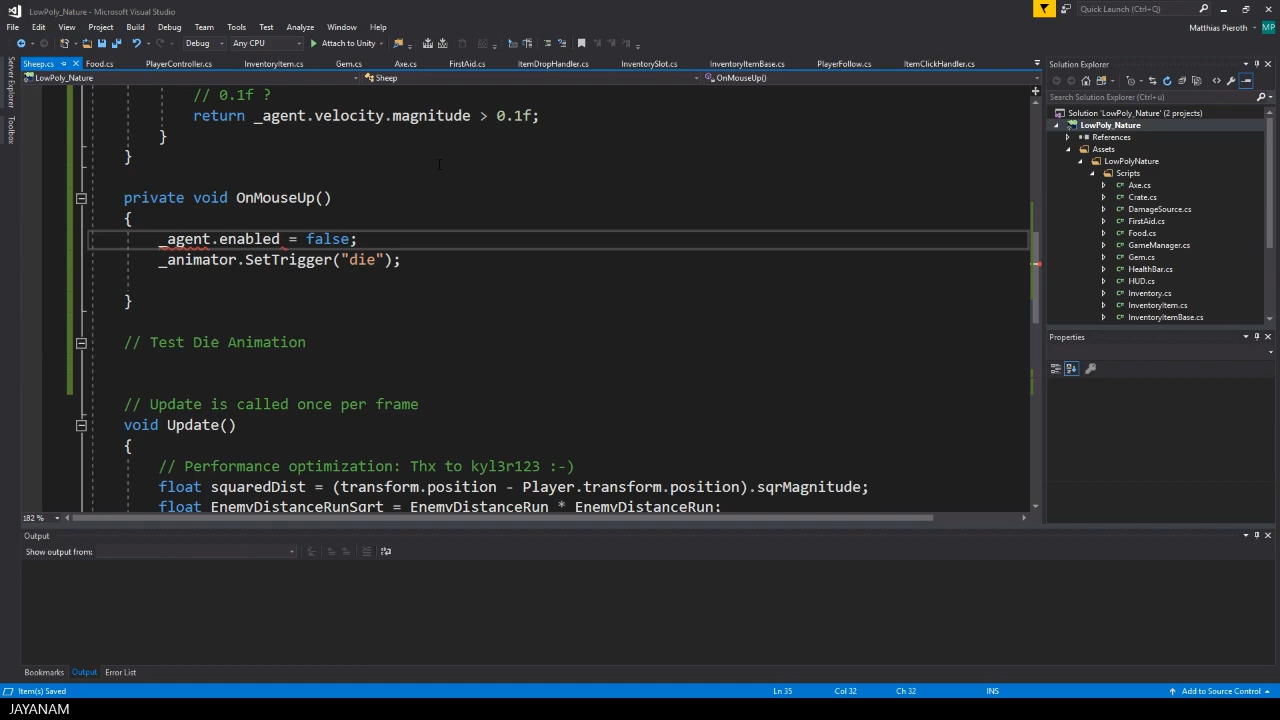 LowPoly_Nature - Microsoft Visual Studio
Quick Launch (Ctrl+Q)
File Edit View Project Build Debug Team Tools Test Analyze Window Help
Matthias Pieroth MP
Debug Any CPU Attach to Unity
Server Explorer
Toolbox
Sheep.cs Food.cs PlayerController.cs InventoryItem.cs Gem.cs Axe.cs FirstAid.cs ItemDropHandler.cs InventorySlot.cs InventoryItemBase.cs PlayerFollow.cs ItemClickHandler.cs
LowPoly_Nature Sheep OnMouseUp()
// 0.1f ?
return _agent.velocity.magnitude > 0.1f;
}
}
private void OnMouseUp()
{
_agent.enabled = false;
_animator.SetTrigger("die");
}
// Test Die Animation
// Update is called once per frame
void Update()
{
// Performance optimization: Thx to kyl3r123 :-)
float squaredDist = (transform.position - Player.transform.position).sqrMagnitude;
float EnemyDistanceRunSqrt = EnemyDistanceRun * EnemyDistanceRun;
182 %
Solution Explorer
Search Solution Explorer (Ctrl+ü)
Solution 'LowPoly_Nature' (2 projects)
LowPoly_Nature
References
Assets
LowPolyNature
Scripts
Axe.cs
Crate.cs
DamageSource.cs
FirstAid.cs
Food.cs
GameManager.cs
Gem.cs
HealthBar.cs
HUD.cs
Inventory.cs
InventoryItem.cs
InventoryItemBase.cs
Properties
Output
Show output from:
Bookmarks Output Error List
Item(s) Saved Ln 35 Col 32 Ch 32 INS Add to Source Control
JAYANAM